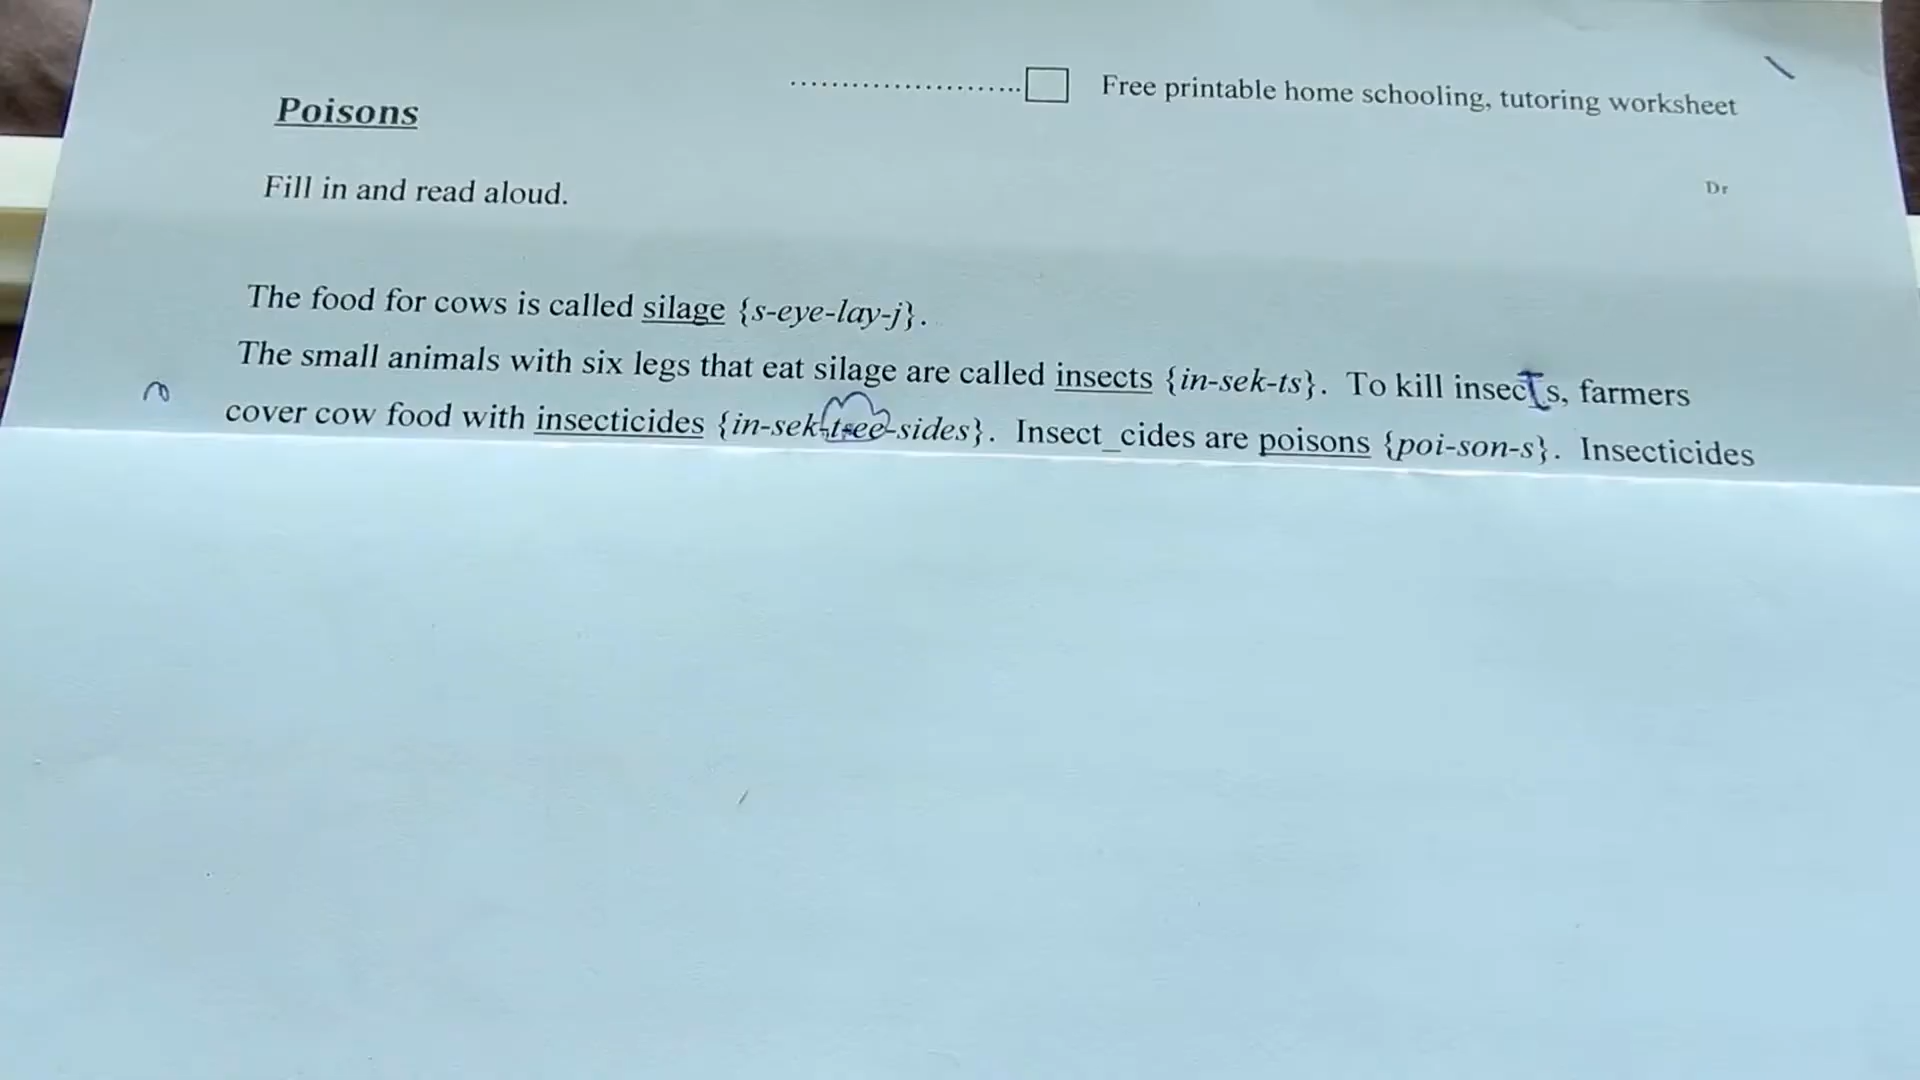 .......................□ Free printable home schooling, tutoring worksheet
Poisons
Fill in and read aloud.
Dr
The food for cows is called silage {s-eye-lay-j}.
The small animals with six legs that eat silage are called insects {in-sek-ts}. To kill insecTs, farmers
cover cow food with insecticides {in-sek-tree-sides}. Insect_cides are poisons {poi-son-s}. Insecticides